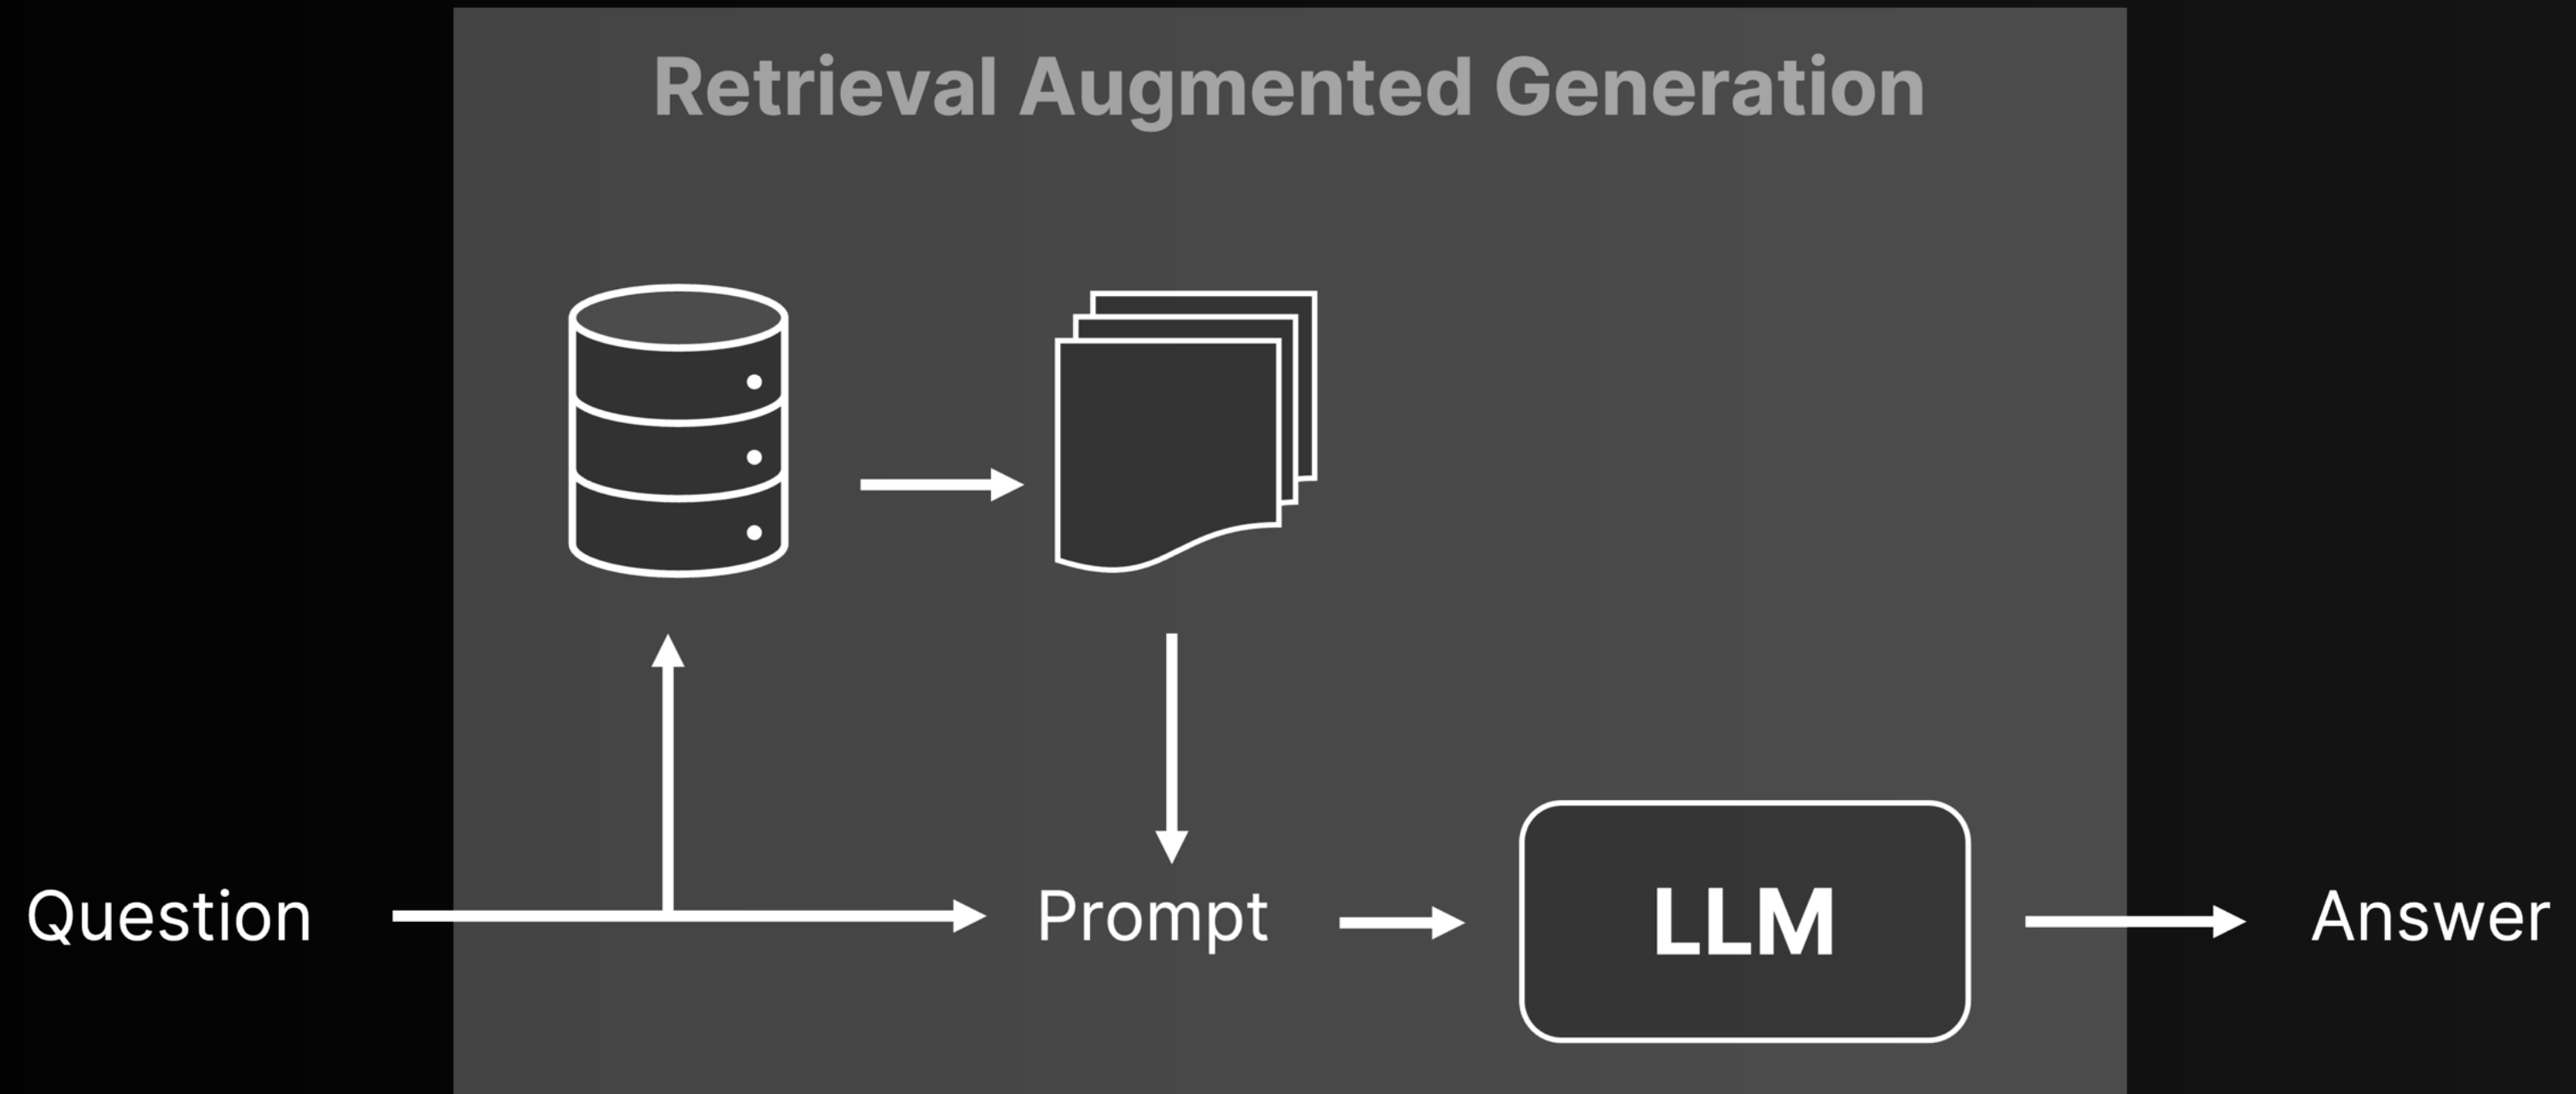 Retrieval Augmented Generation
Question
Prompt
LLM
Answer